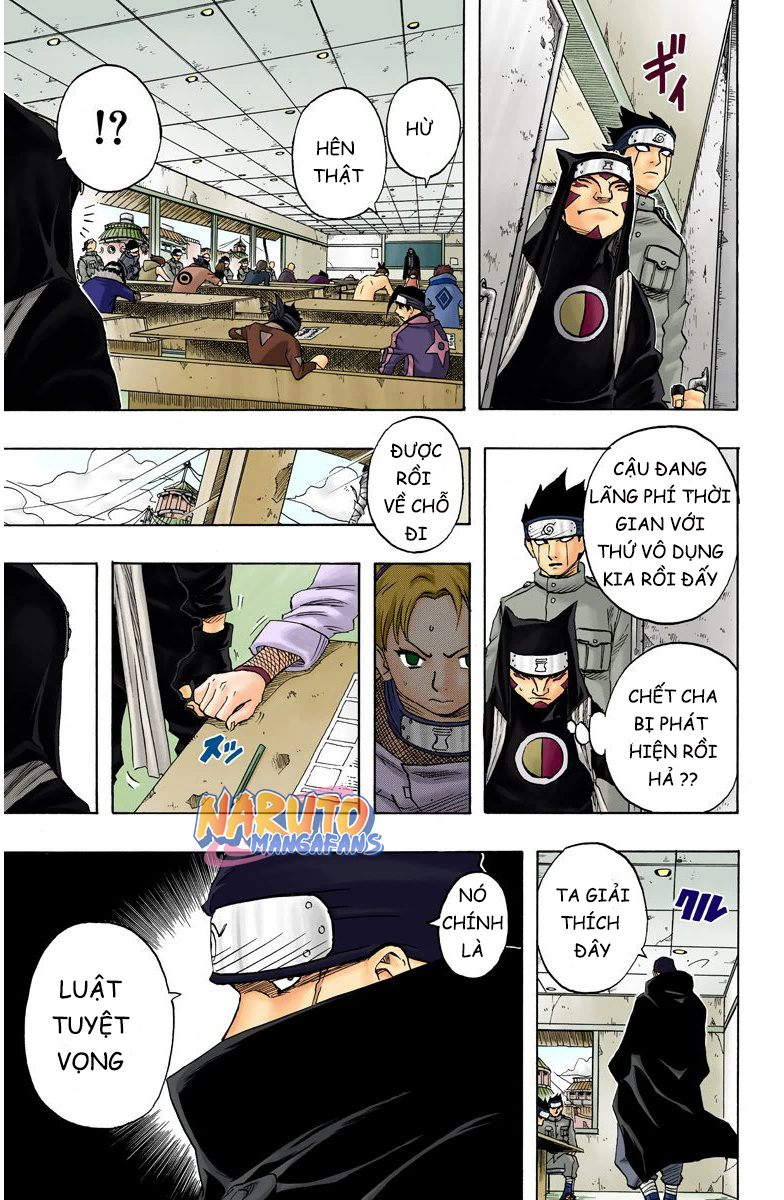 ギィ
HỪ
HÊN
THẬT
!?
CẬU ĐANG
LÃNG PHÍ THỜI
GIAN VỚI
THỨ VÔ DỤNG
KIA RỒI ĐẤY
CHẾT CHA
BỊ PHÁT
HIỆN RỒI
HẢ ??
ĐƯỢC
RỒI
VỀ CHỖ
ĐI
スッ
NARUTO
MANGAFANS
TA GIẢI
THÍCH
ĐÂY
クルル
NÓ
CHÍNH
LÀ
LUẬT
TUYỆT
VỌNG